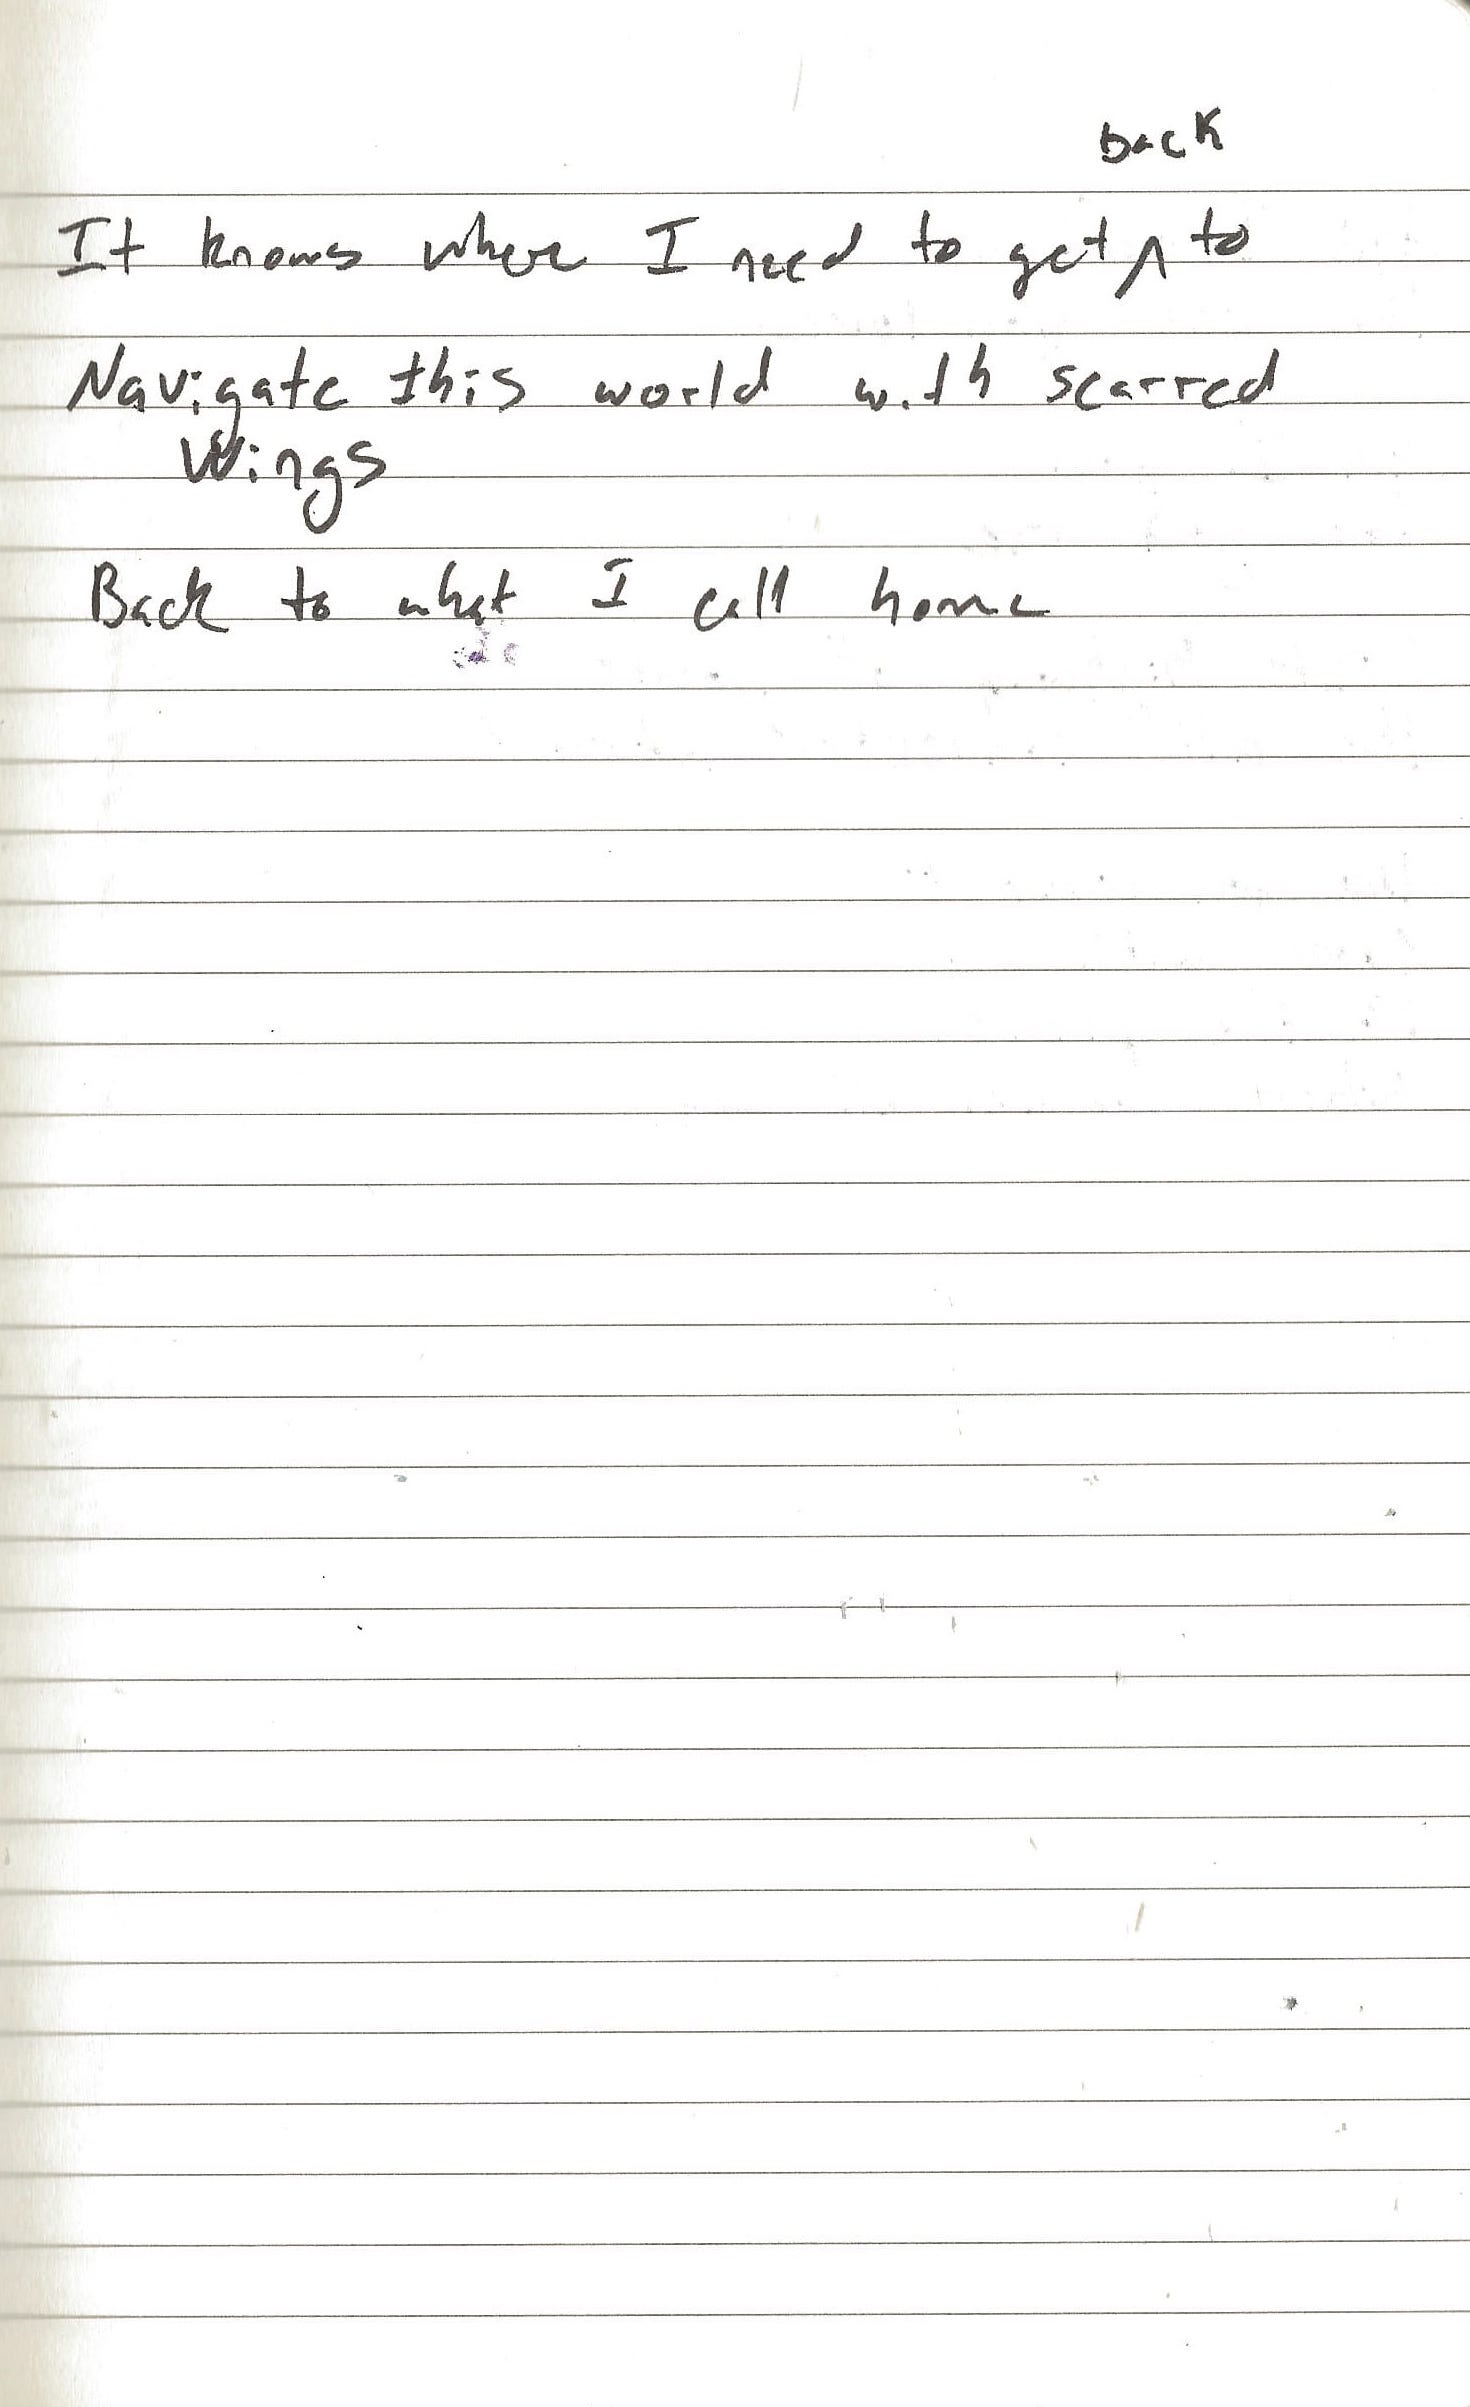 back
It knows where I need to get ^ to
Navigate this world with scarred
Wings
Back to what I call home